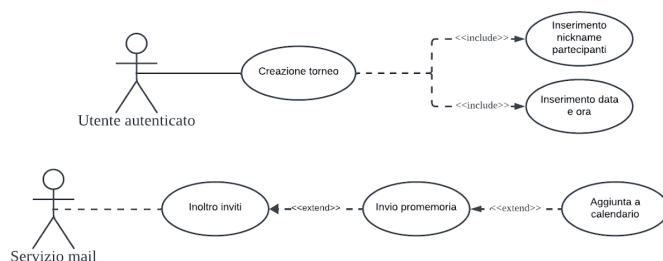 Inserimento
nickname
partecipanti
<<include>>
Creazione torneo
Utente autenticato
<<include>>
Inserimento data
e ora
Inoltro inviti
<<extend>>
Invio promemoria
<<extend>>
Aggiunta a
calendario
Servizio mail